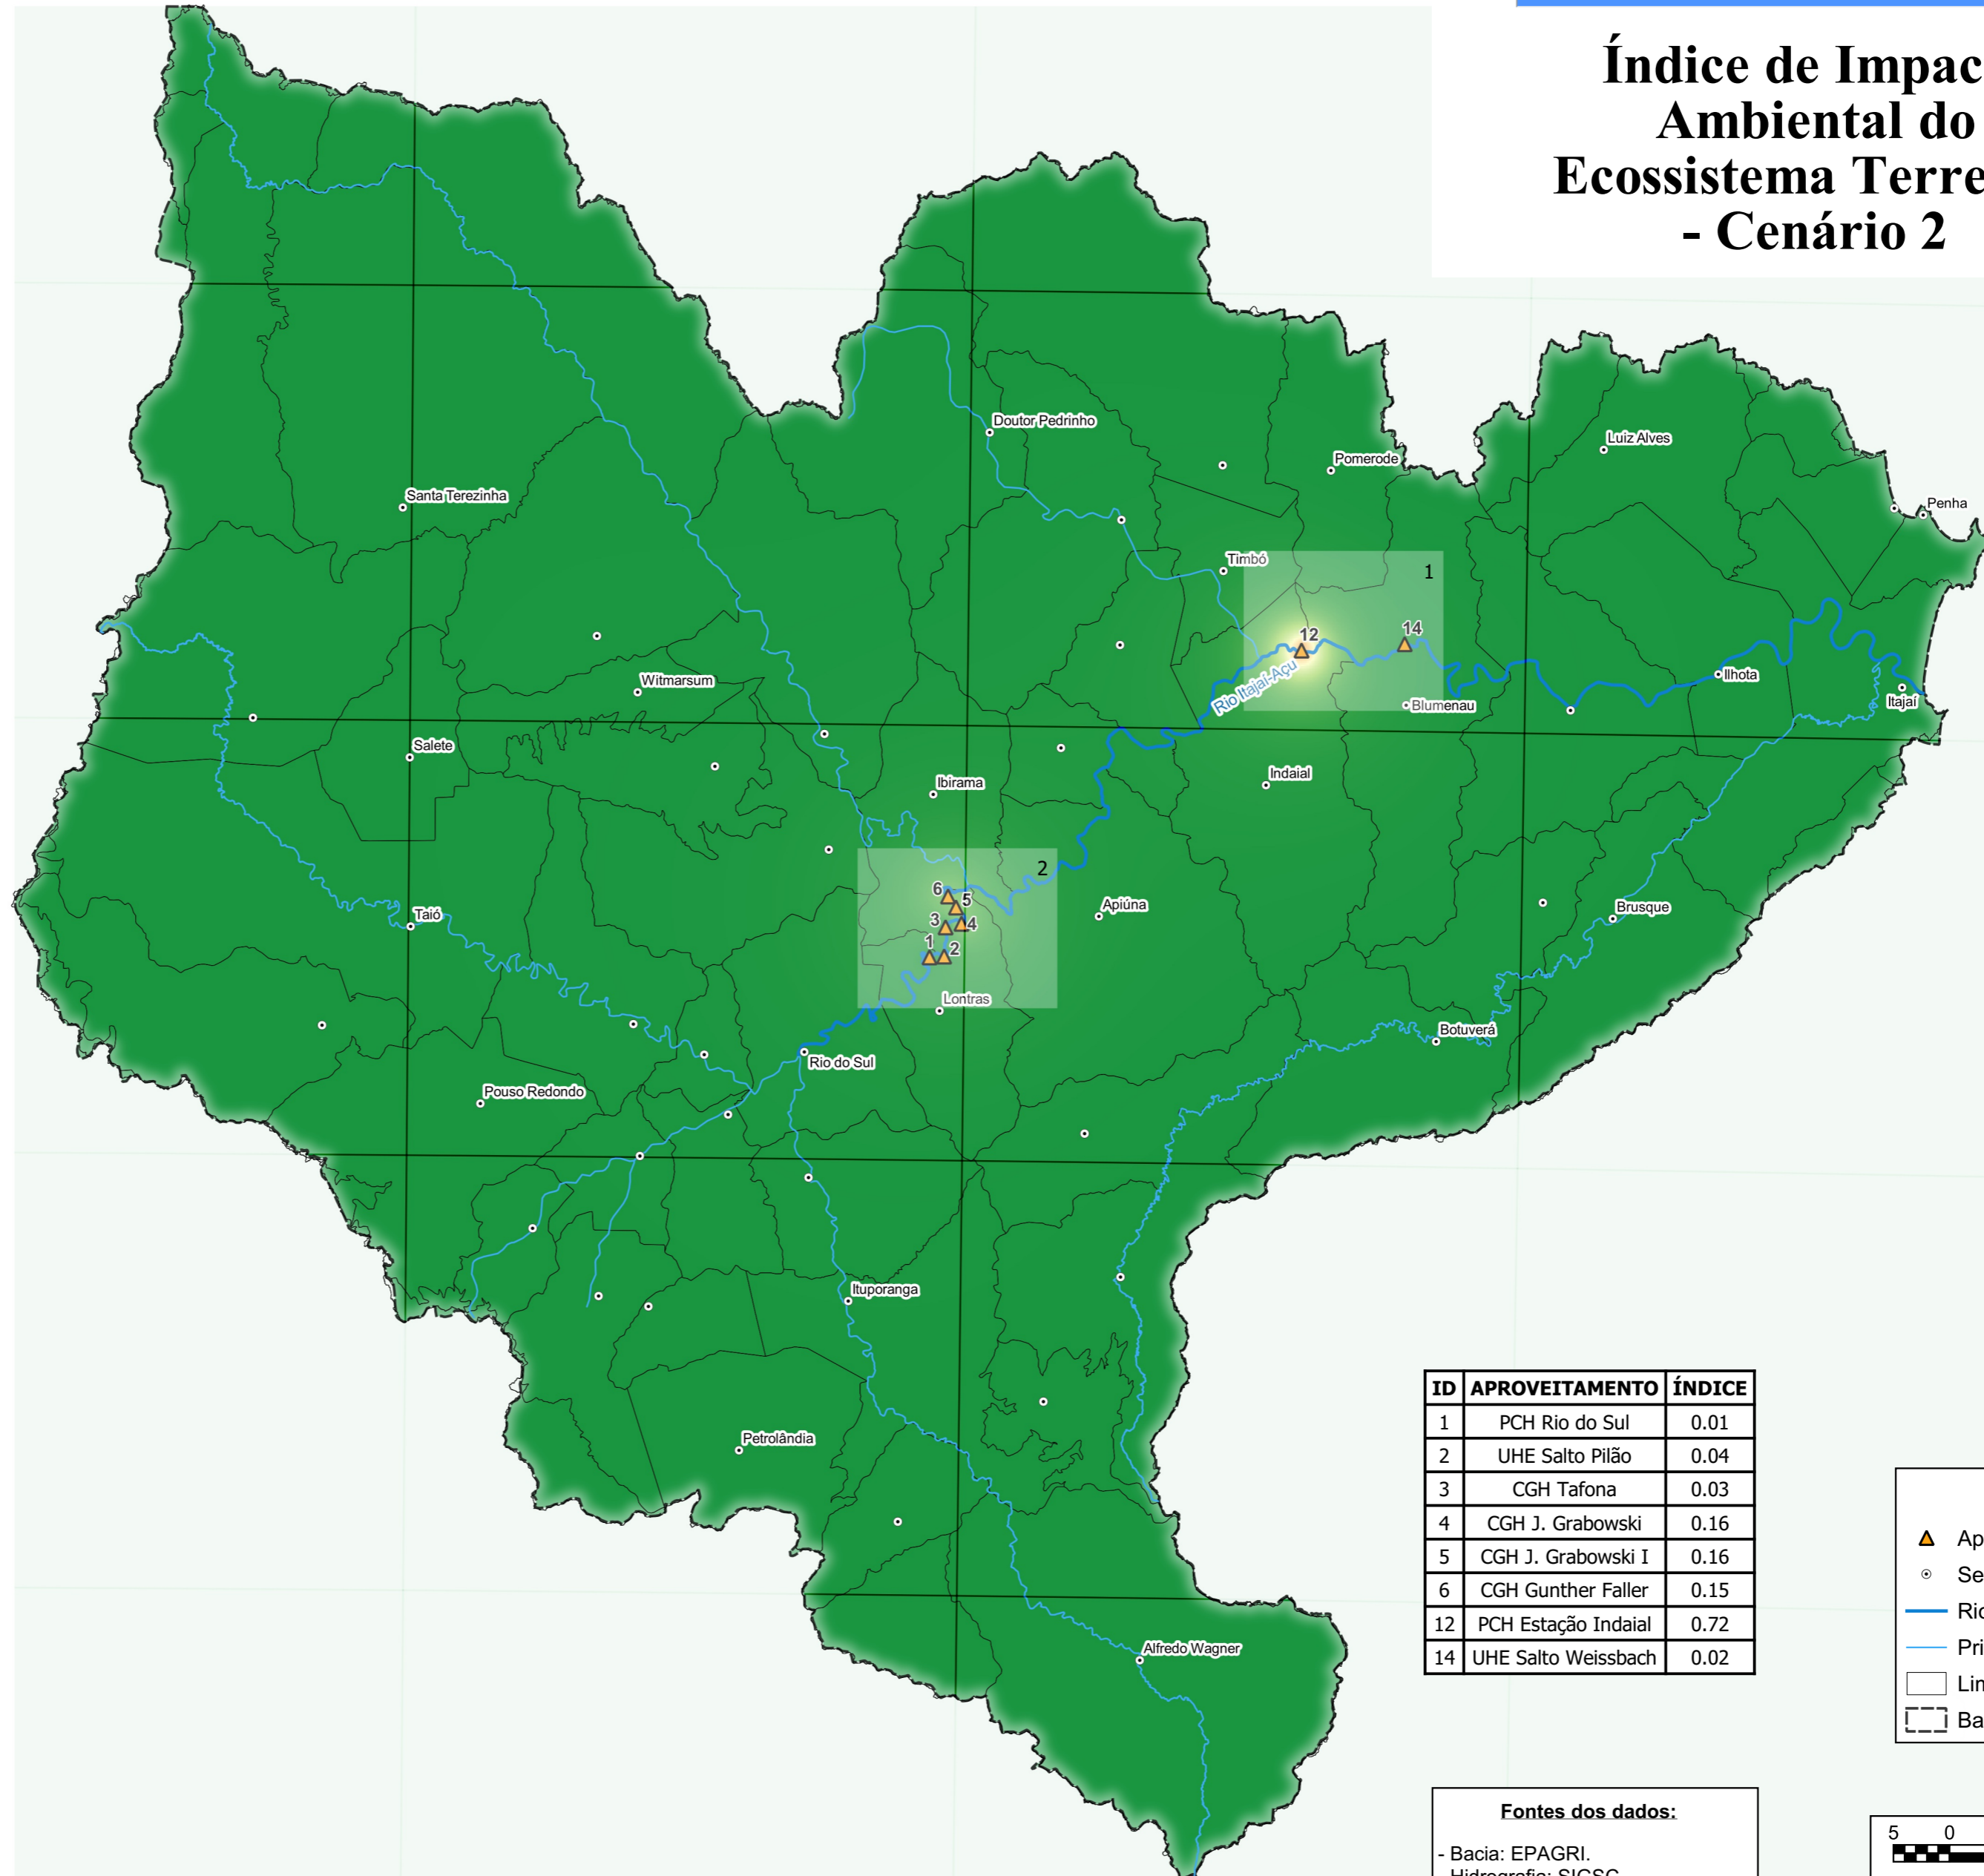 Índice de Impac
Ambiental do
Ecossistema Terre
- Cenário 2
Doutor Pedrinho
Luiz Alves
Pomerode
Santa Terezinha
Penha
Timbó
1
12
14
Witmarsum
Rio Itajaí-Açu
Ilhota
Blumenau
Itajaí
Salete
Indaial
Ibirama
2
6
5
Apiúna
Brusque
Taió
3
4
1
2
Lontras
Botuverá
Rio do Sul
Pouso Redondo
Ituporanga
Petrolândia
Alfredo Wagner
ID APROVEITAMENTO ÍNDICE
1 PCH Rio do Sul 0.01
2 UHE Salto Pilão 0.04
3 CGH Tafona 0.03
4 CGH J. Grabowski 0.16
5 CGH J. Grabowski I 0.16
6 CGH Gunther Faller 0.15
12 PCH Estação Indaial 0.72
14 UHE Salto Weissbach 0.02
Ap
Se
Rio
Pri
Lin
Ba
Fontes dos dados:
- Bacia: EPAGRI.
Hidrografia: SIGSC
5 0